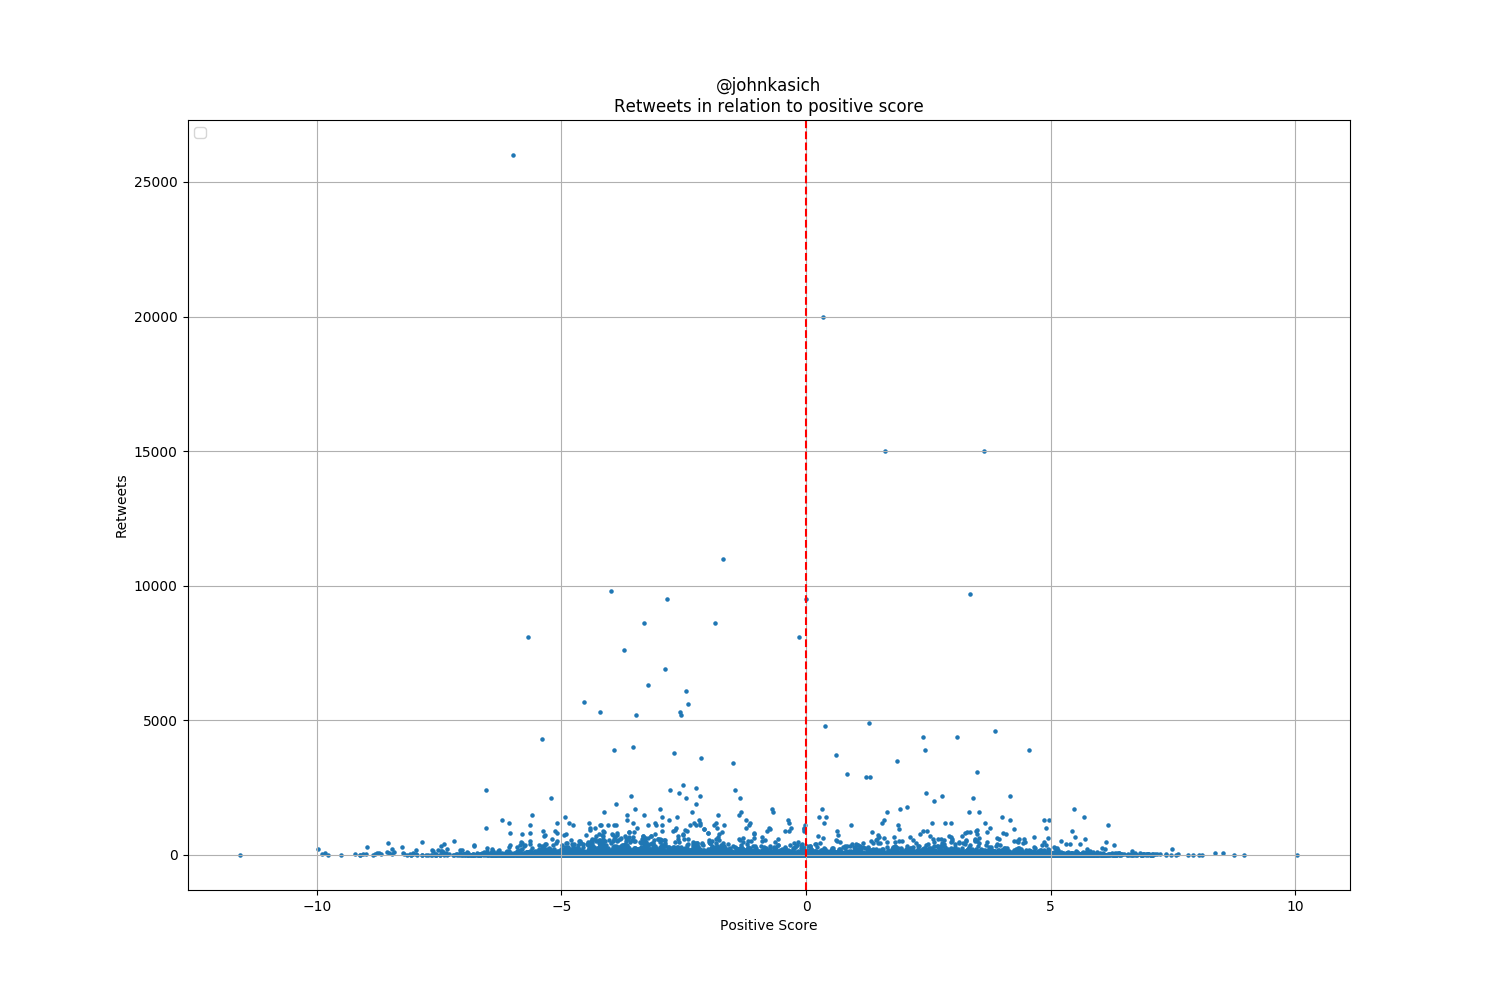 @johnkasich
Retweets in relation to positive score
25000
20000
15000
10000
5000
0
Retweets
−10
−5
0
5
10
Positive Score